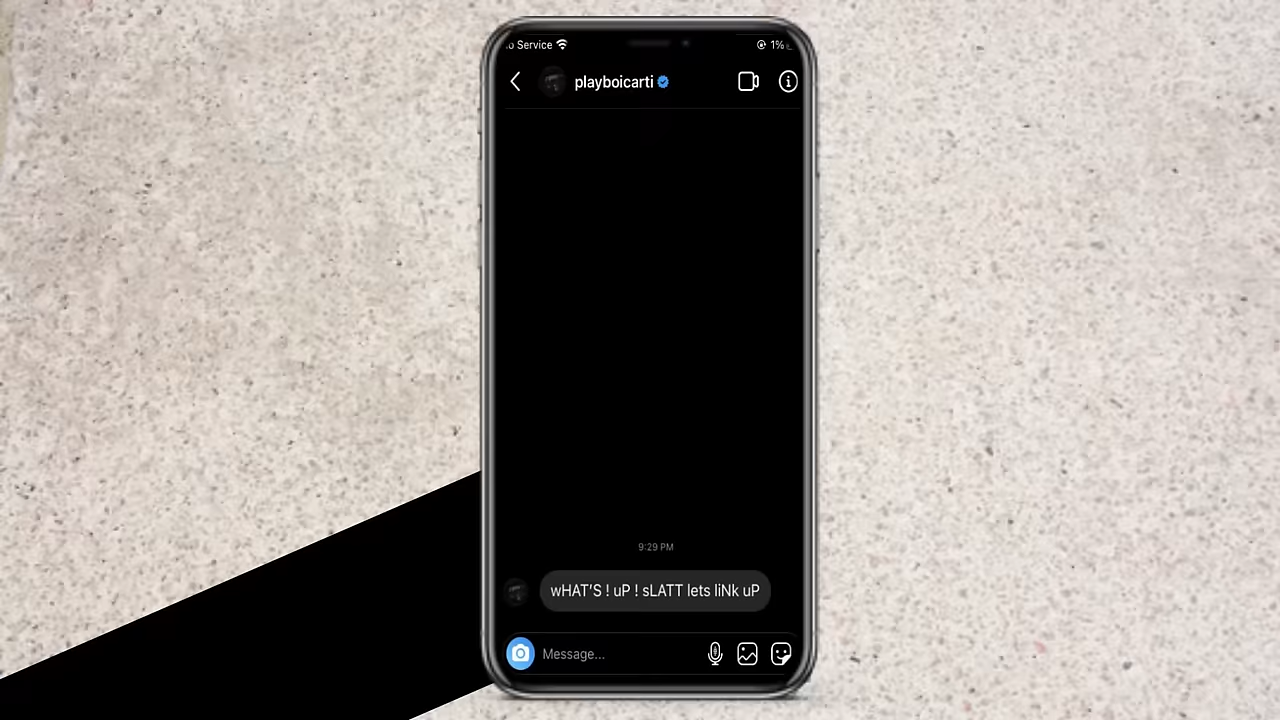 o Service 1%
playboicarti
9:29 PM
wHAT'S ! uP ! sLATT lets liNk uP
Message...